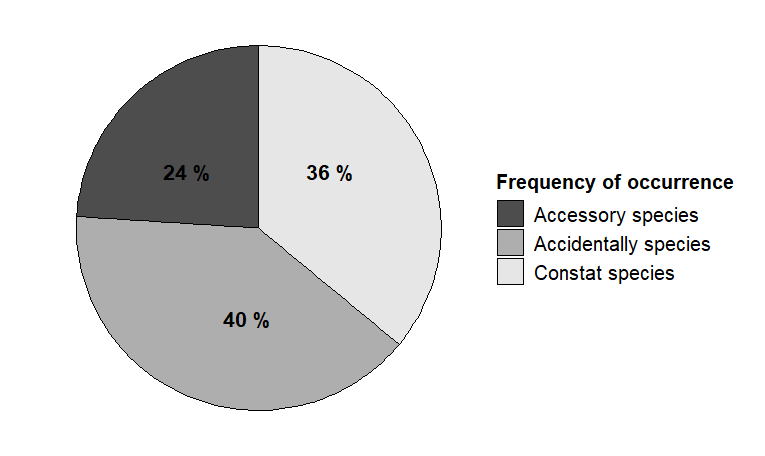 24 %
36 %
40 %
Frequency of occurrence
Accessory species
Accidentally species
Constat species